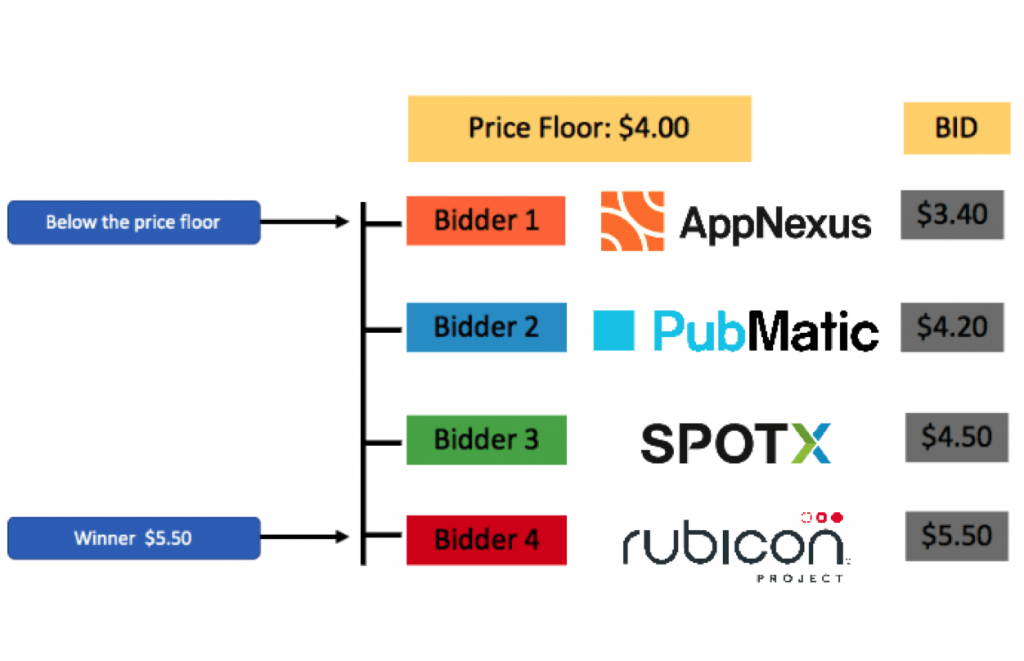 Price Floor: $4.00
BID
Below the price floor
Bidder 1
AppNexus
$3.40
Bidder 2
PubMatic
$4.20
Bidder 3
SPOTX
$4.50
Winner $5.50
Bidder 4
rubicon
PROJECT
$5.50